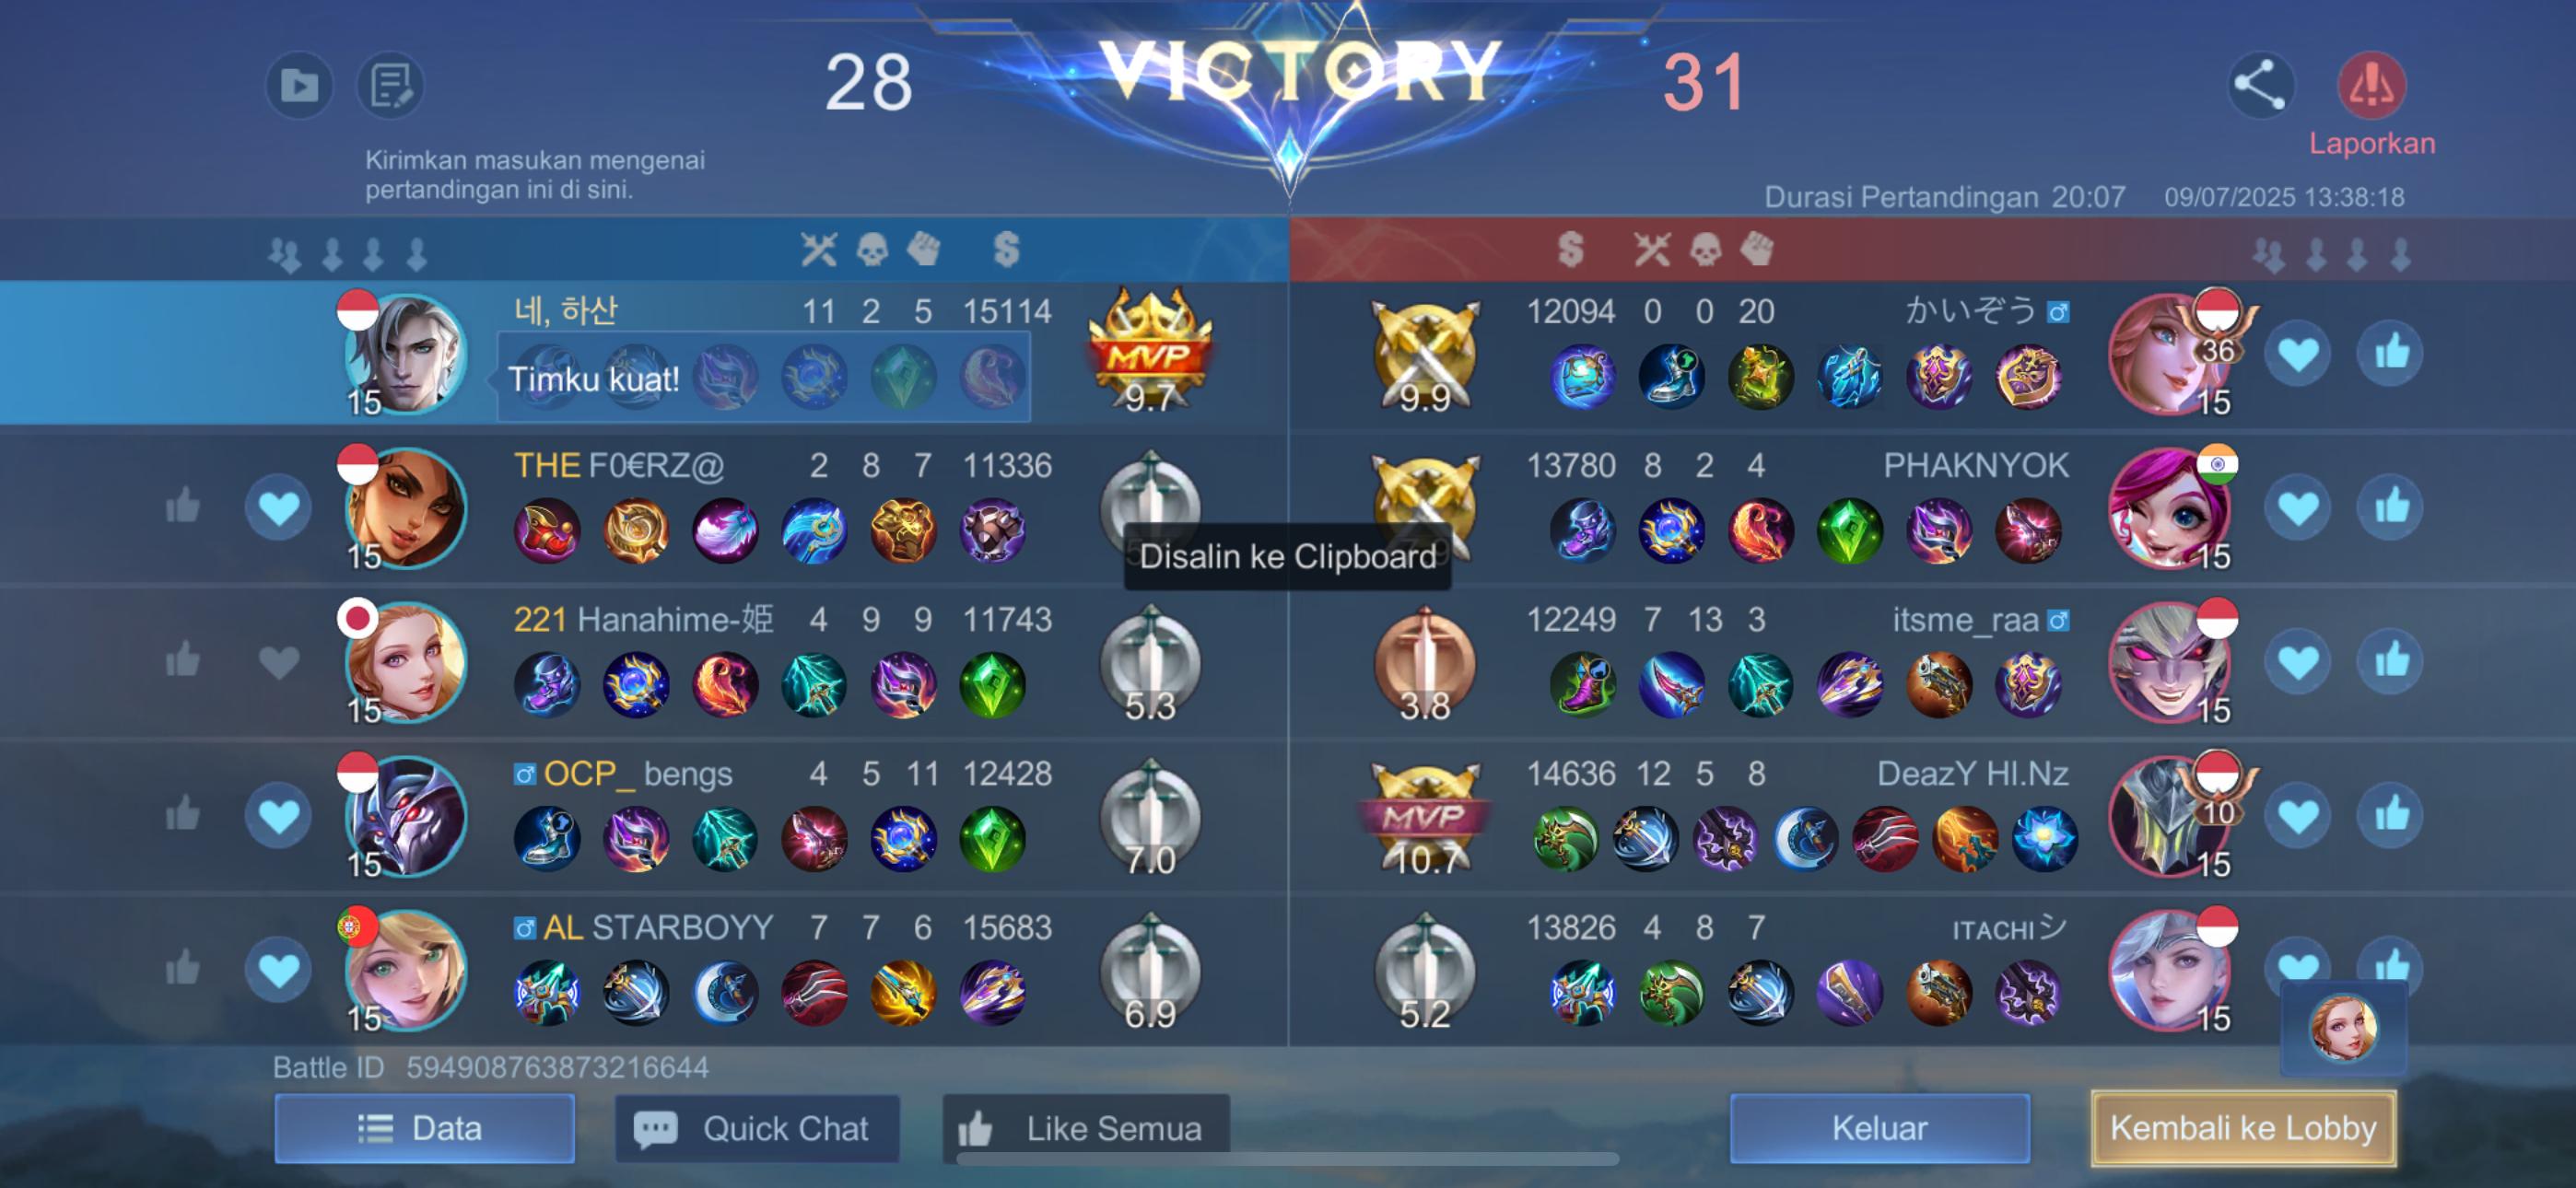 28
VICTORY
31
Laporkan
Kirimkan masukan mengenai
pertandingan ini di sini.
Durasi Pertandingan 20:07 09/07/2025 13:38:18
네, 하산 11 2 5 15114
Timku kuat!
15
MVP
9.7
12094 0 0 20 かいぞう
9.9
36
15
THE F0€RZ@ 2 8 7 11336
15
13780 8 2 4 PHAKNYOK
15
Disalin ke Clipboard
221 Hanahime-姫 4 9 9 11743
15
5.3
12249 7 13 3 itsme_raa
3.8
15
OCP_ bengs 4 5 11 12428
15
7.0
14636 12 5 8 DeazY HI.Nz
MVP
10.7
10
15
AL STARBOYY 7 7 6 15683
15
6.9
13826 4 8 7 ITACHIシ
5.2
15
Battle ID 594908763873216644
Data
Quick Chat
Like Semua
Keluar
Kembali ke Lobby